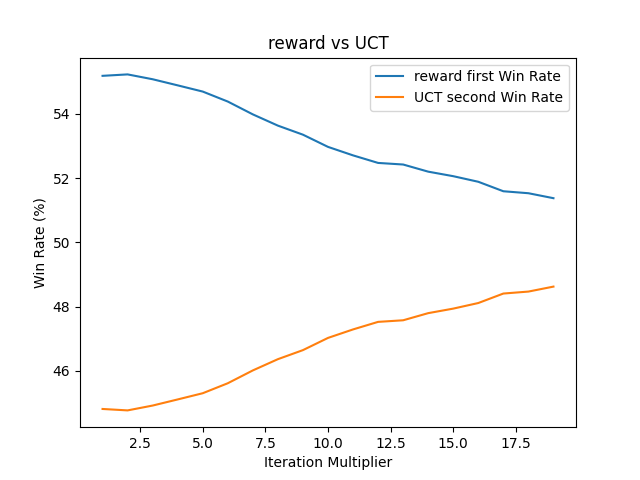 reward vs UCT
reward first Win Rate
UCT second Win Rate
Win Rate (%)
54
52
50
48
46
2.5 5.0 7.5 10.0 12.5 15.0 17.5
Iteration Multiplier